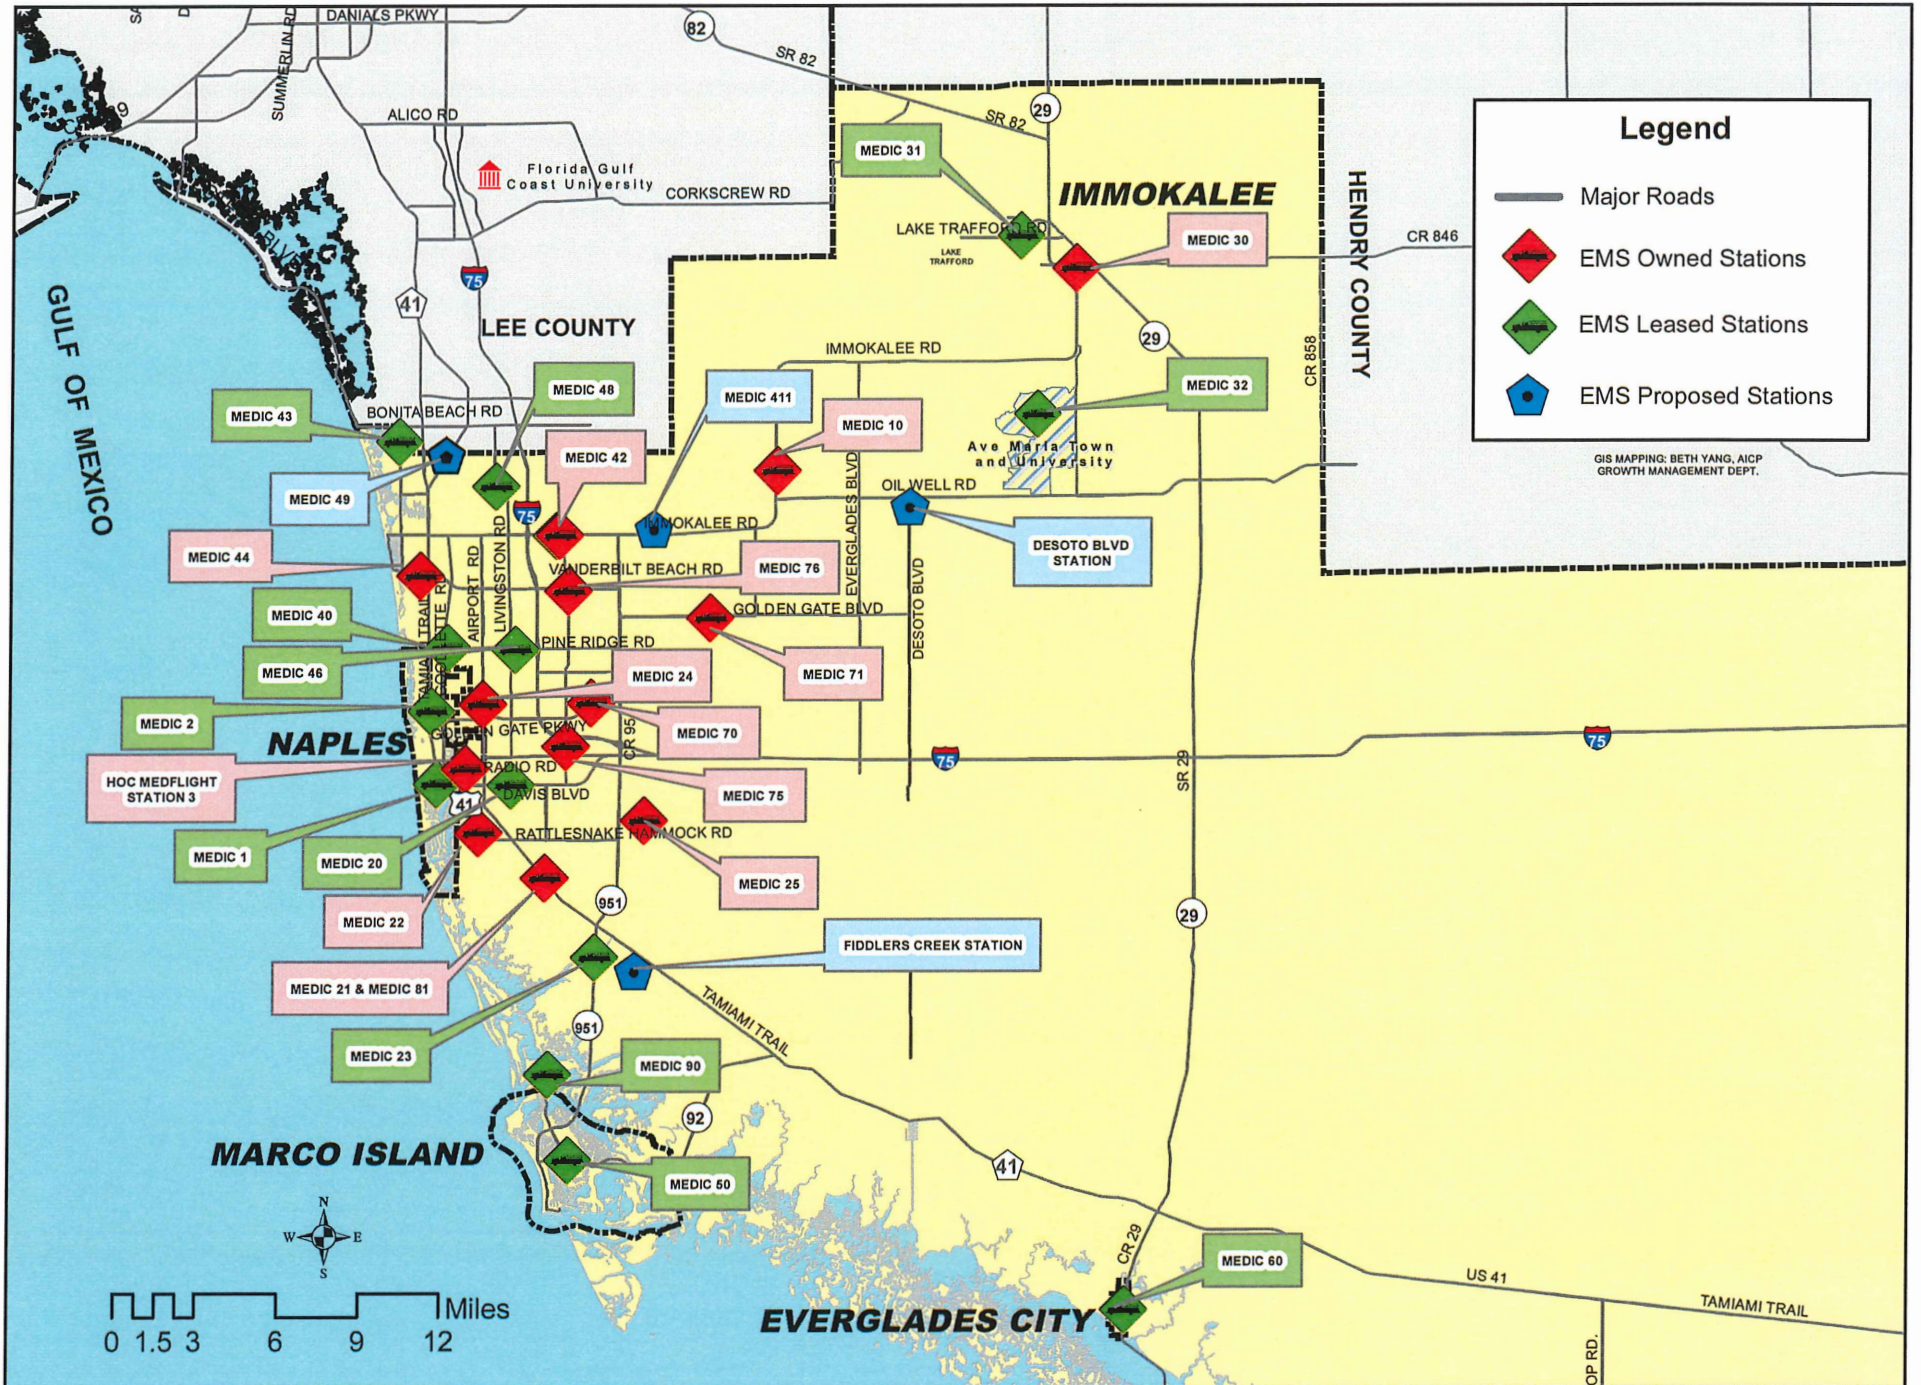 SA
D
DANIALS PKWY
82
SR 82
SUMMERLIN RD
ALICO RD
29
SR 82
Legend
MEDIC 31
Florida Gulf
Coast University
CORKSCREW RD
IMMOKALEE
HENDRY COUNTY
Major Roads
LAKE TRAFFORD RD
MEDIC 30
CR 846
LAKE
TRAFFORD
EMS Owned Stations
BLVD
75
41
GULF OF MEXICO
LEE COUNTY
EMS Leased Stations
29
IMMOKALEE RD
CR 858
MEDIC 48
MEDIC 411
MEDIC 32
EMS Proposed Stations
MEDIC 43
BONITA BEACH RD
MEDIC 10
MEDIC 42
Ave Maria Town
and University
GIS MAPPING: BETH YANG, AICP
GROWTH MANAGEMENT DEPT.
MEDIC 49
OIL WELL RD
75
IMMOKALEE RD
EVERGLADES BLVD
DESOTO BLVD
STATION
MEDIC 44
AIRPORT RD
LIVINGSTON RD
VANDERBILT BEACH RD
MEDIC 76
MEDIC 40
TRAIL
GOLDEN GATE BLVD
DESOTO BLVD
PINE RIDGE RD
MEDIC 46
MEDIC 24
MEDIC 71
MEDIC 2
GOLDEN GATE PKWY
MEDIC 70
CR 95
NAPLES
75
75
SR 29
HOC MEDFLIGHT
STATION 3
RADIO RD
DAVIS BLVD
MEDIC 75
41
RATTLESNAKE HAMMOCK RD
MEDIC 1
MEDIC 20
MEDIC 25
951
29
MEDIC 22
FIDDLERS CREEK STATION
MEDIC 21 & MEDIC 81
TAMIAMI TRAIL
951
MEDIC 23
MEDIC 90
92
MARCO ISLAND
41
MEDIC 50
N
W E
S
CR 29
MEDIC 60
US 41
TAMIAMI TRAIL
Miles
EVERGLADES CITY
0 1.5 3 6 9 12
OP RD.